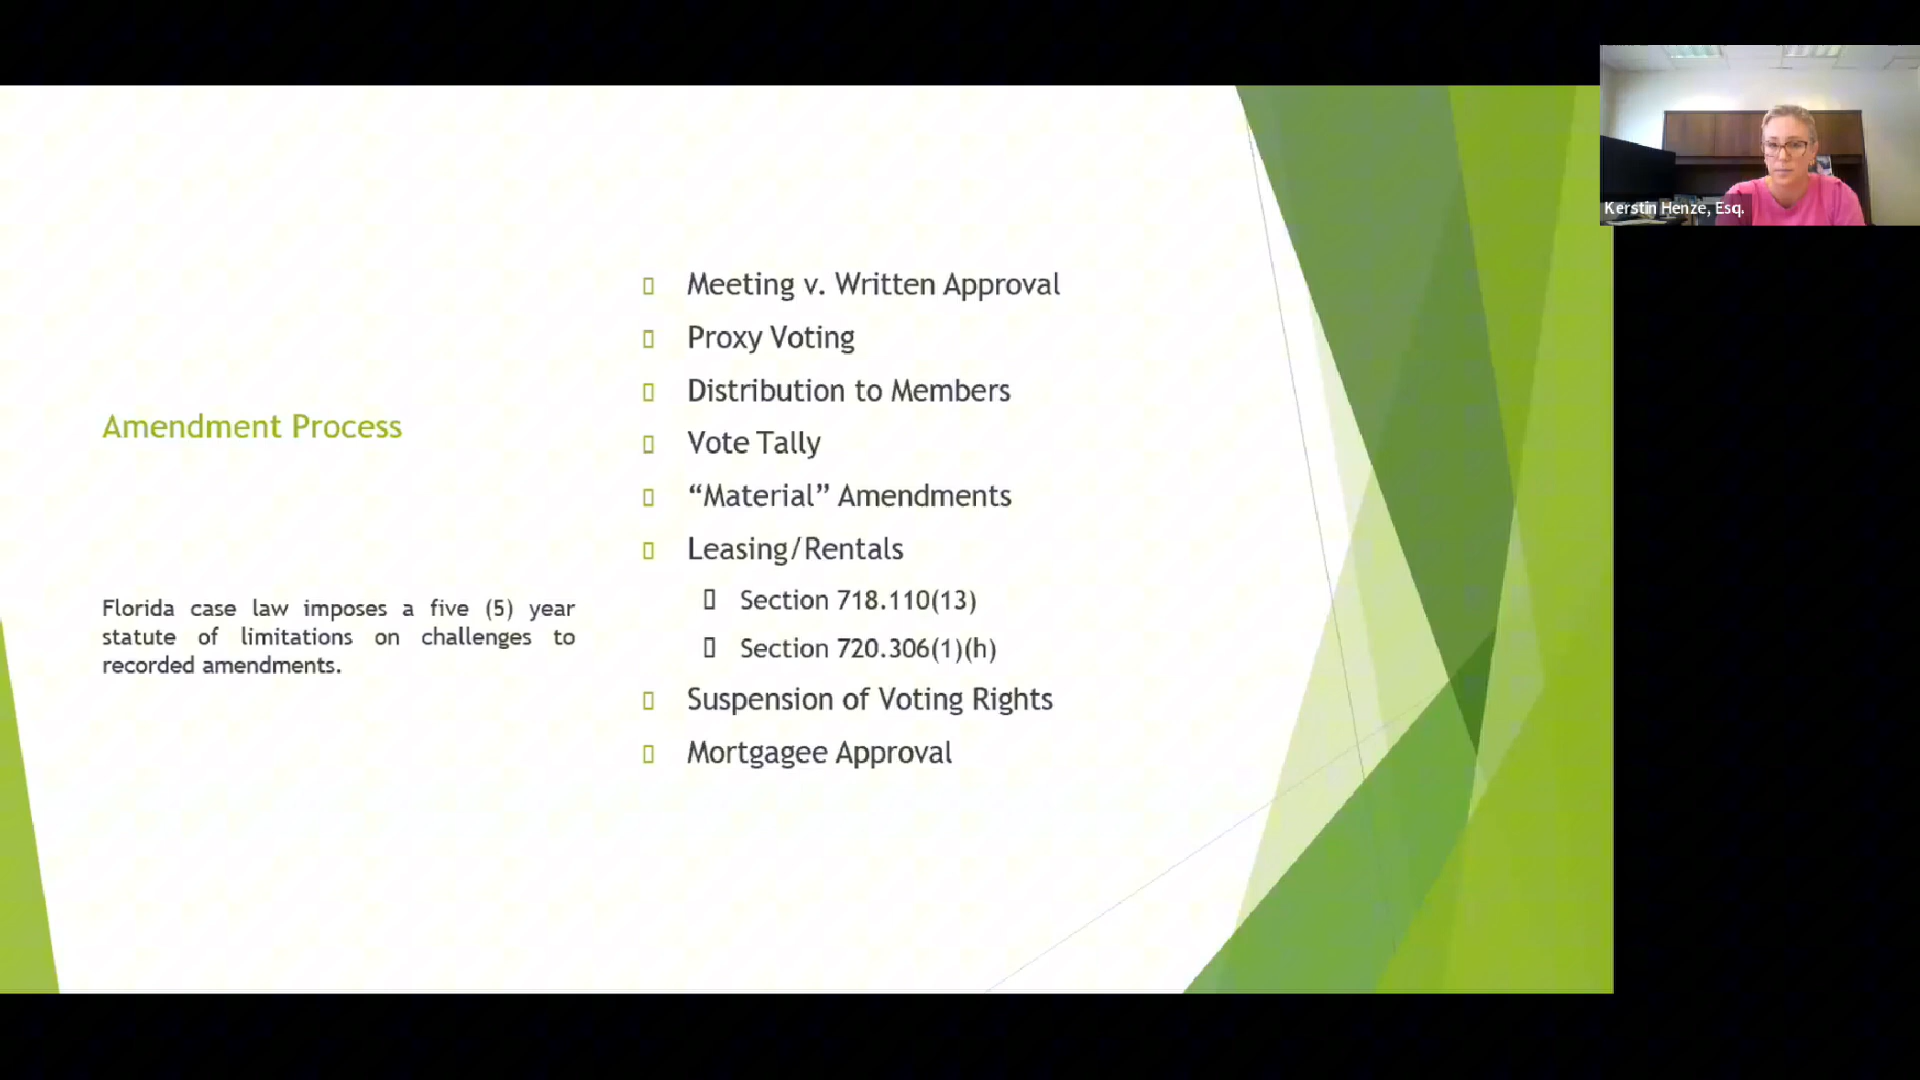 Amendment Process
Florida case law imposes a five (5) year
statute of limitations on challenges to
recorded amendments.
Meeting v. Written Approval
Proxy Voting
Distribution to Members
Vote Tally
“Material” Amendments
Leasing/Rentals
Section 718.110(13)
Section 720.306(1)(h)
Suspension of Voting Rights
Mortgagee Approval
Kerstin Henze, Esq.